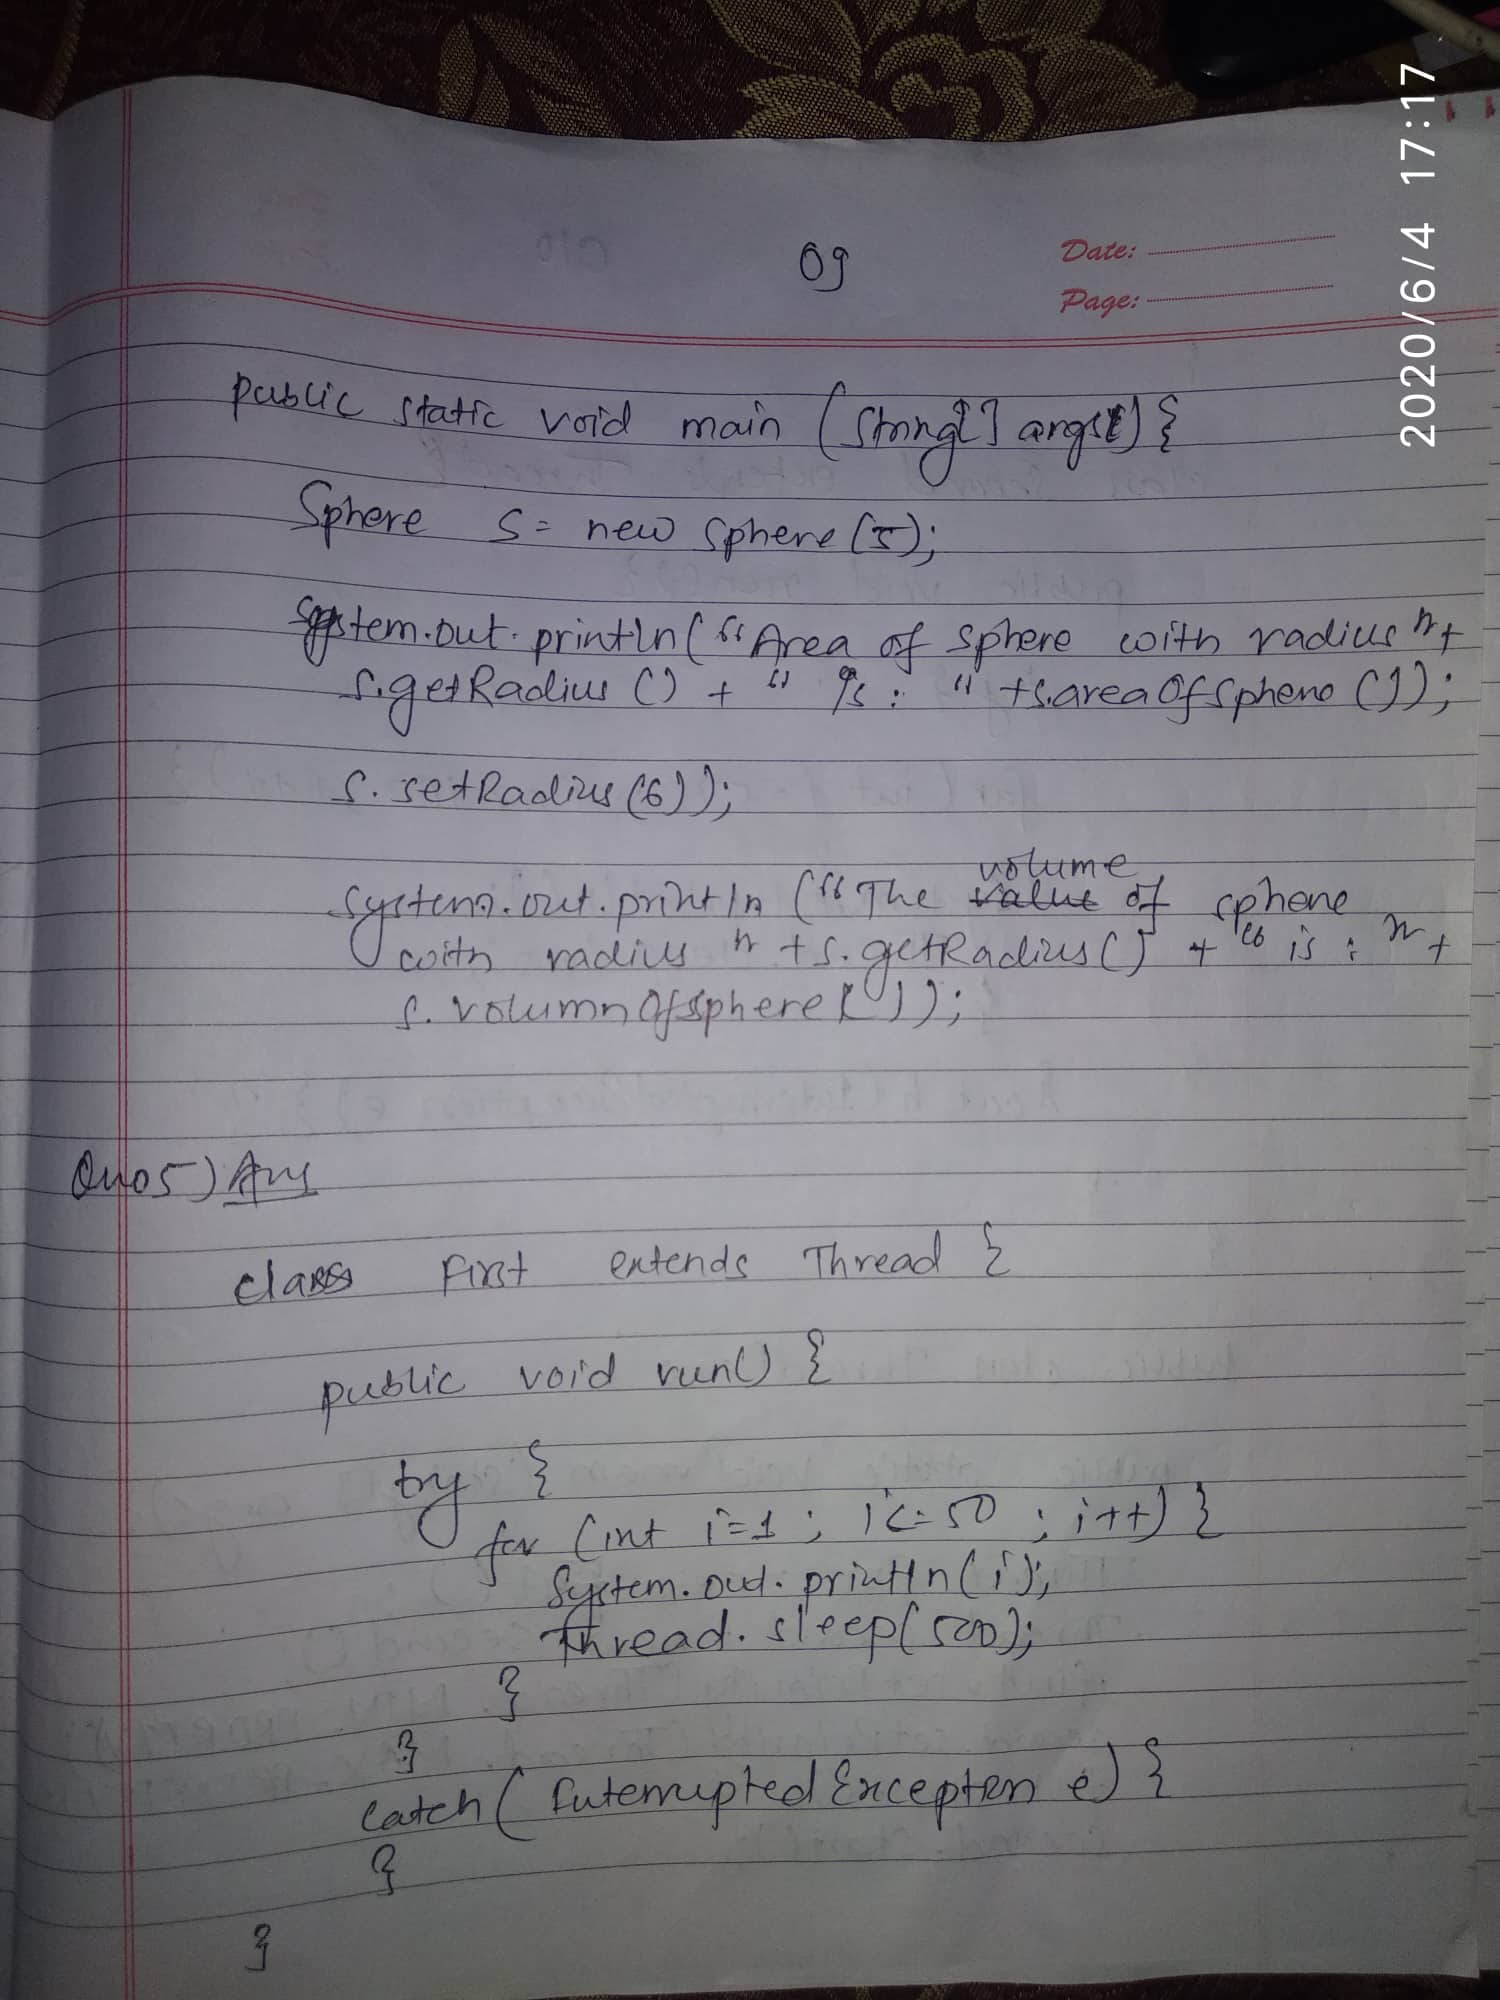 2020/6/4 17:17
09
Date:
Page:
public static void main (String[] args) {
Sphere s = new Sphere(5);
System.out.println("Area of sphere with radius "+
s.getRadius () + " is : " +s.areaOfSphere ());
s.setRadius (6));
volume
System.out.println ("The value of sphere
with radius " +s.getRadius() + " is : " +
s.volumnOfsphere());
Quo5) Ans
class First extends Thread {
public void run() {
try {
for (int i=1 ; i<=50 ; i++) {
System.out.println(i);
Thread.sleep(500);
}
}
catch (InterruptedException e) {
}
}